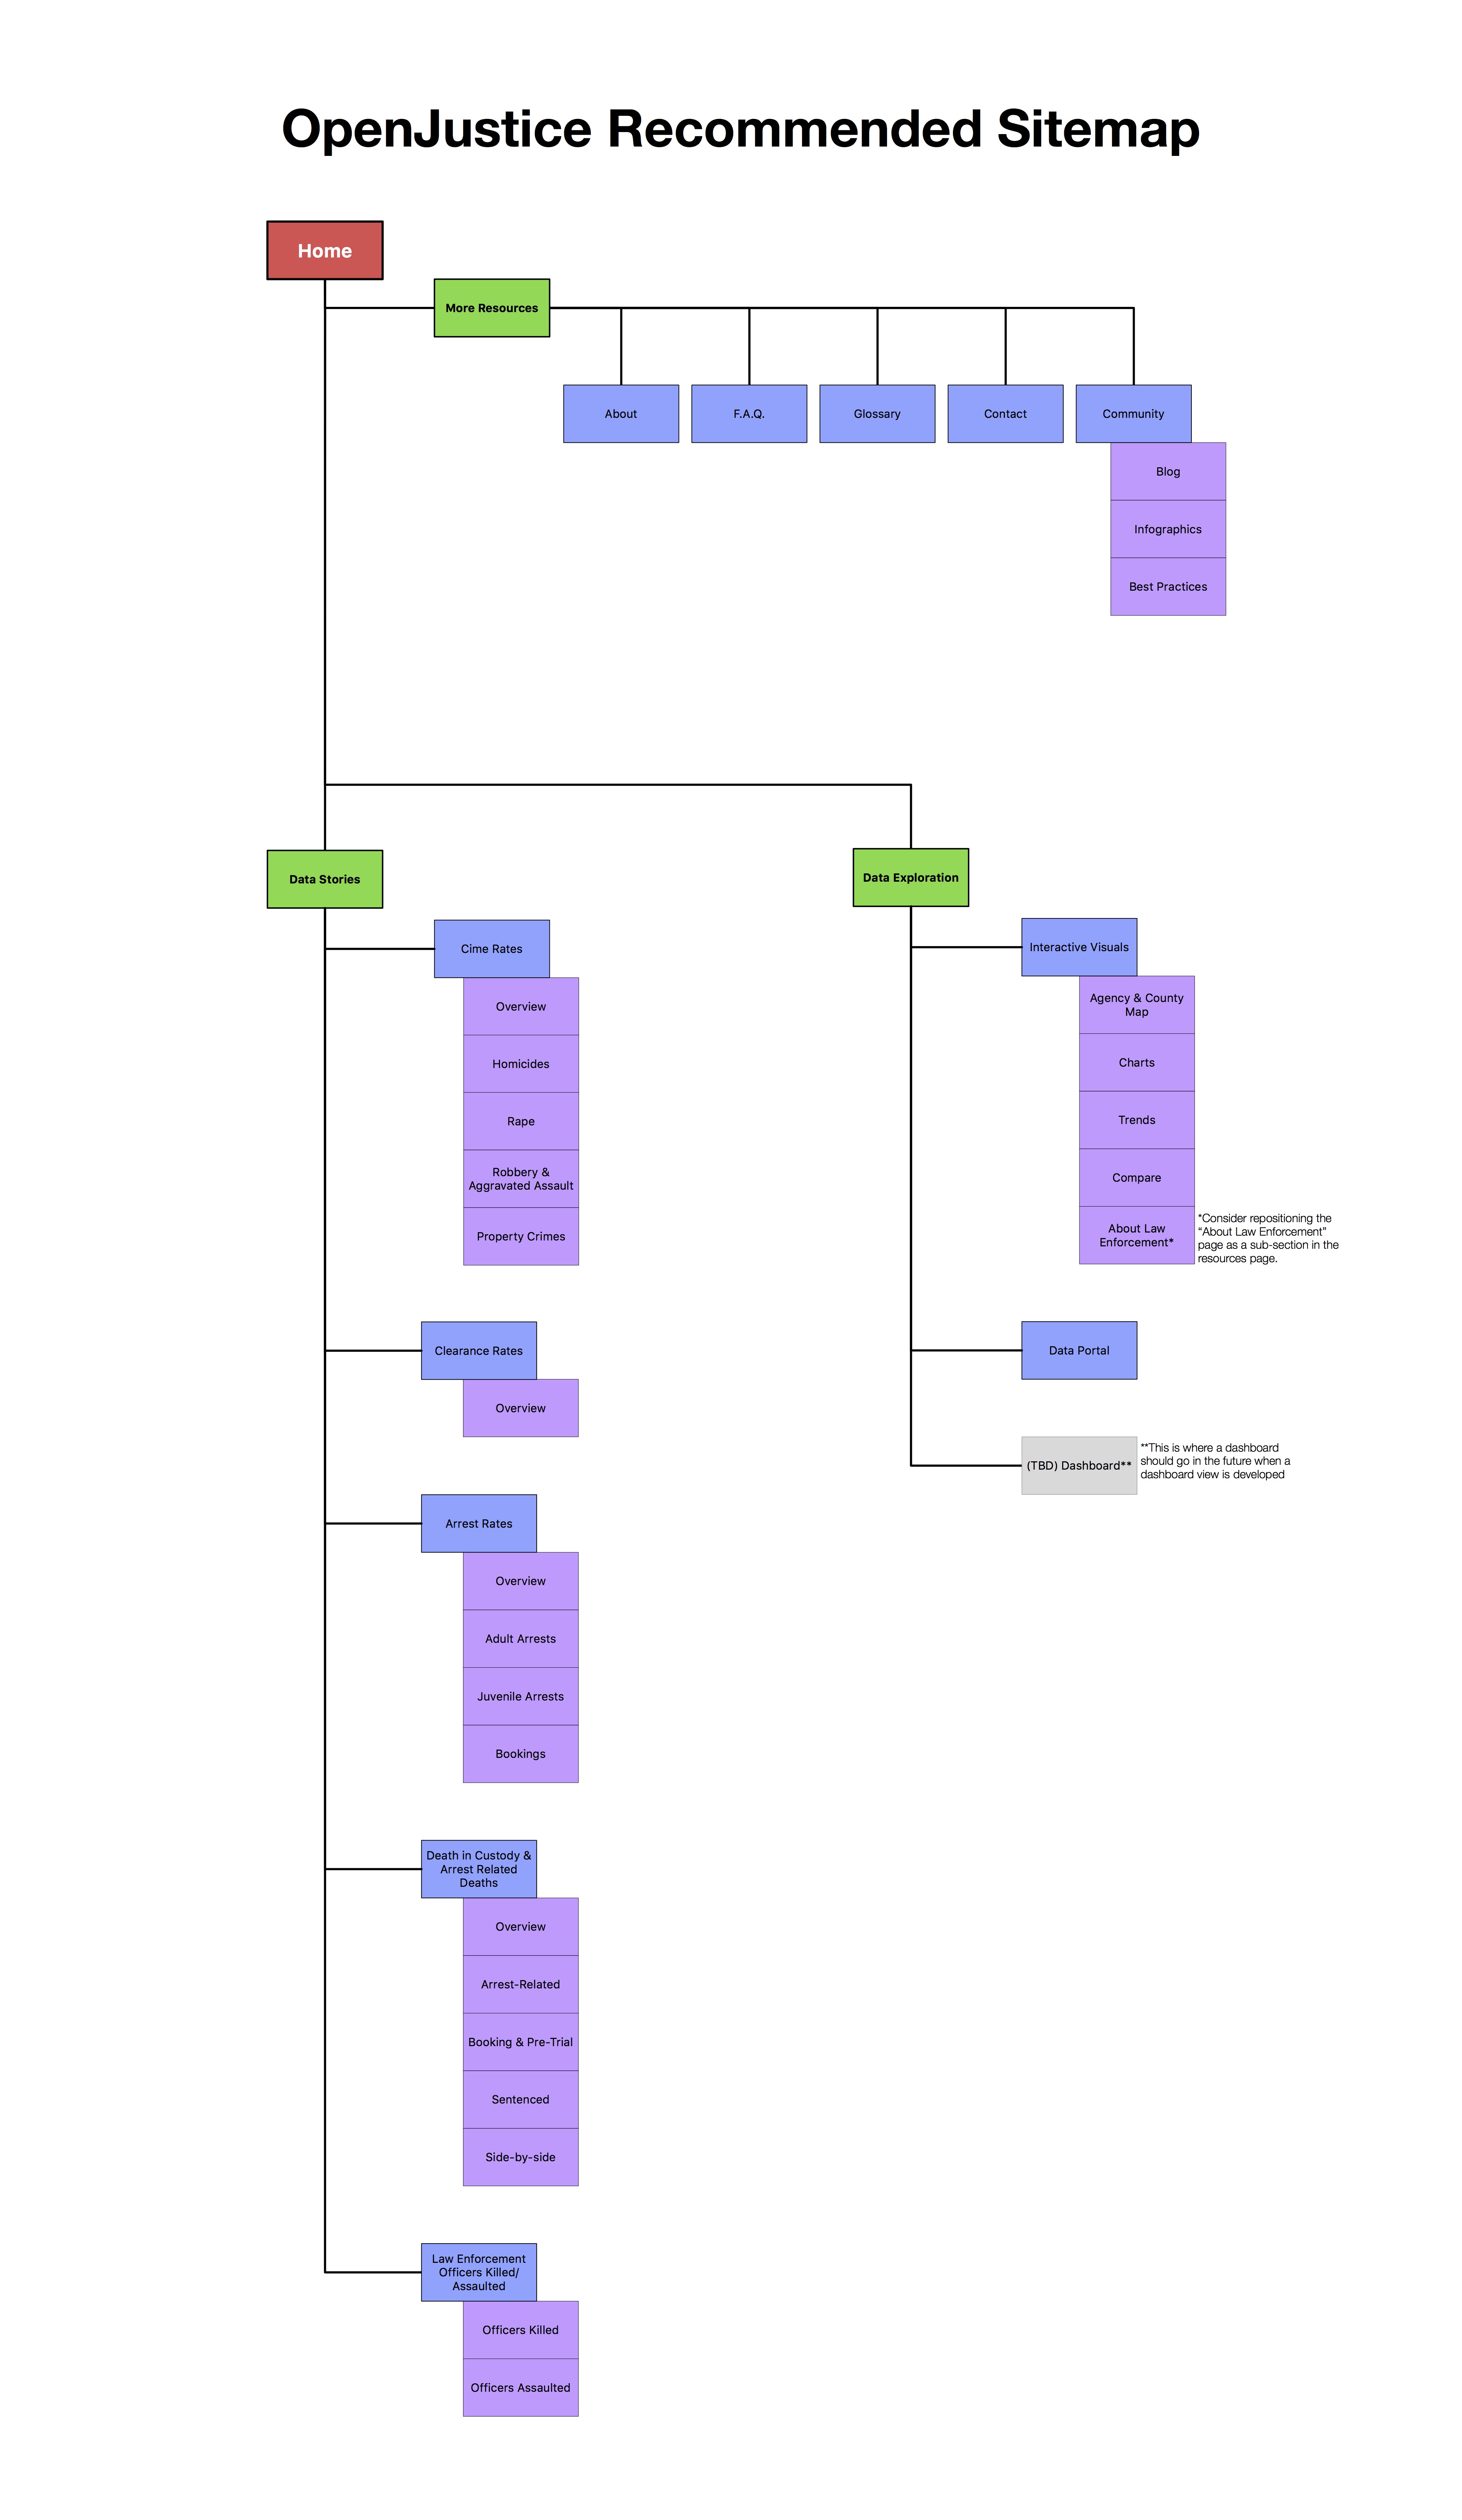 OpenJustice Recommended Sitemap
Home
More Resources
About
F.A.Q.
Glossary
Contact
Community
Blog
Infographics
Best Practices
Data Stories
Cime Rates
Overview
Homicides
Rape
Robbery &
Aggravated Assault
Property Crimes
Clearance Rates
Overview
Arrest Rates
Overview
Adult Arrests
Juvenile Arrests
Bookings
Death in Custody &
Arrest Related
Deaths
Overview
Arrest-Related
Booking & Pre-Trial
Sentenced
Side-by-side
Law Enforcement
Officers Killed/
Assaulted
Officers Killed
Officers Assaulted
Data Exploration
Interactive Visuals
Agency & County
Map
Charts
Trends
Compare
About Law
Enforcement*
*Consider repositioning the
“About Law Enforcement”
page as a sub-section in the
resources page.
Data Portal
(TBD) Dashboard**
**This is where a dashboard
should go in the future when a
dashboard view is developed